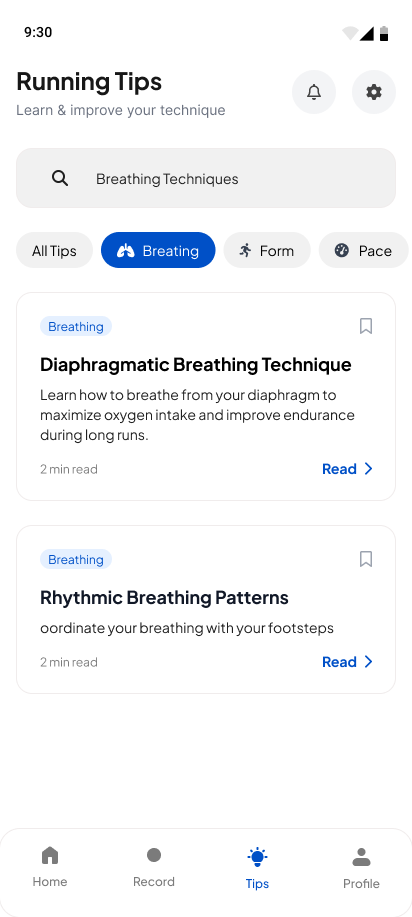 9:30
Running Tips
Learn & improve your technique
Breathing Techniques
All Tips
Breating
Form
Pace
Breathing
Diaphragmatic Breathing Technique
Learn how to breathe from your diaphragm to
maximize oxygen intake and improve endurance
during long runs.
2 min read
Read
Breathing
Rhythmic Breathing Patterns
oordinate your breathing with your footsteps
2 min read
Read
Home
Record
Tips
Profile